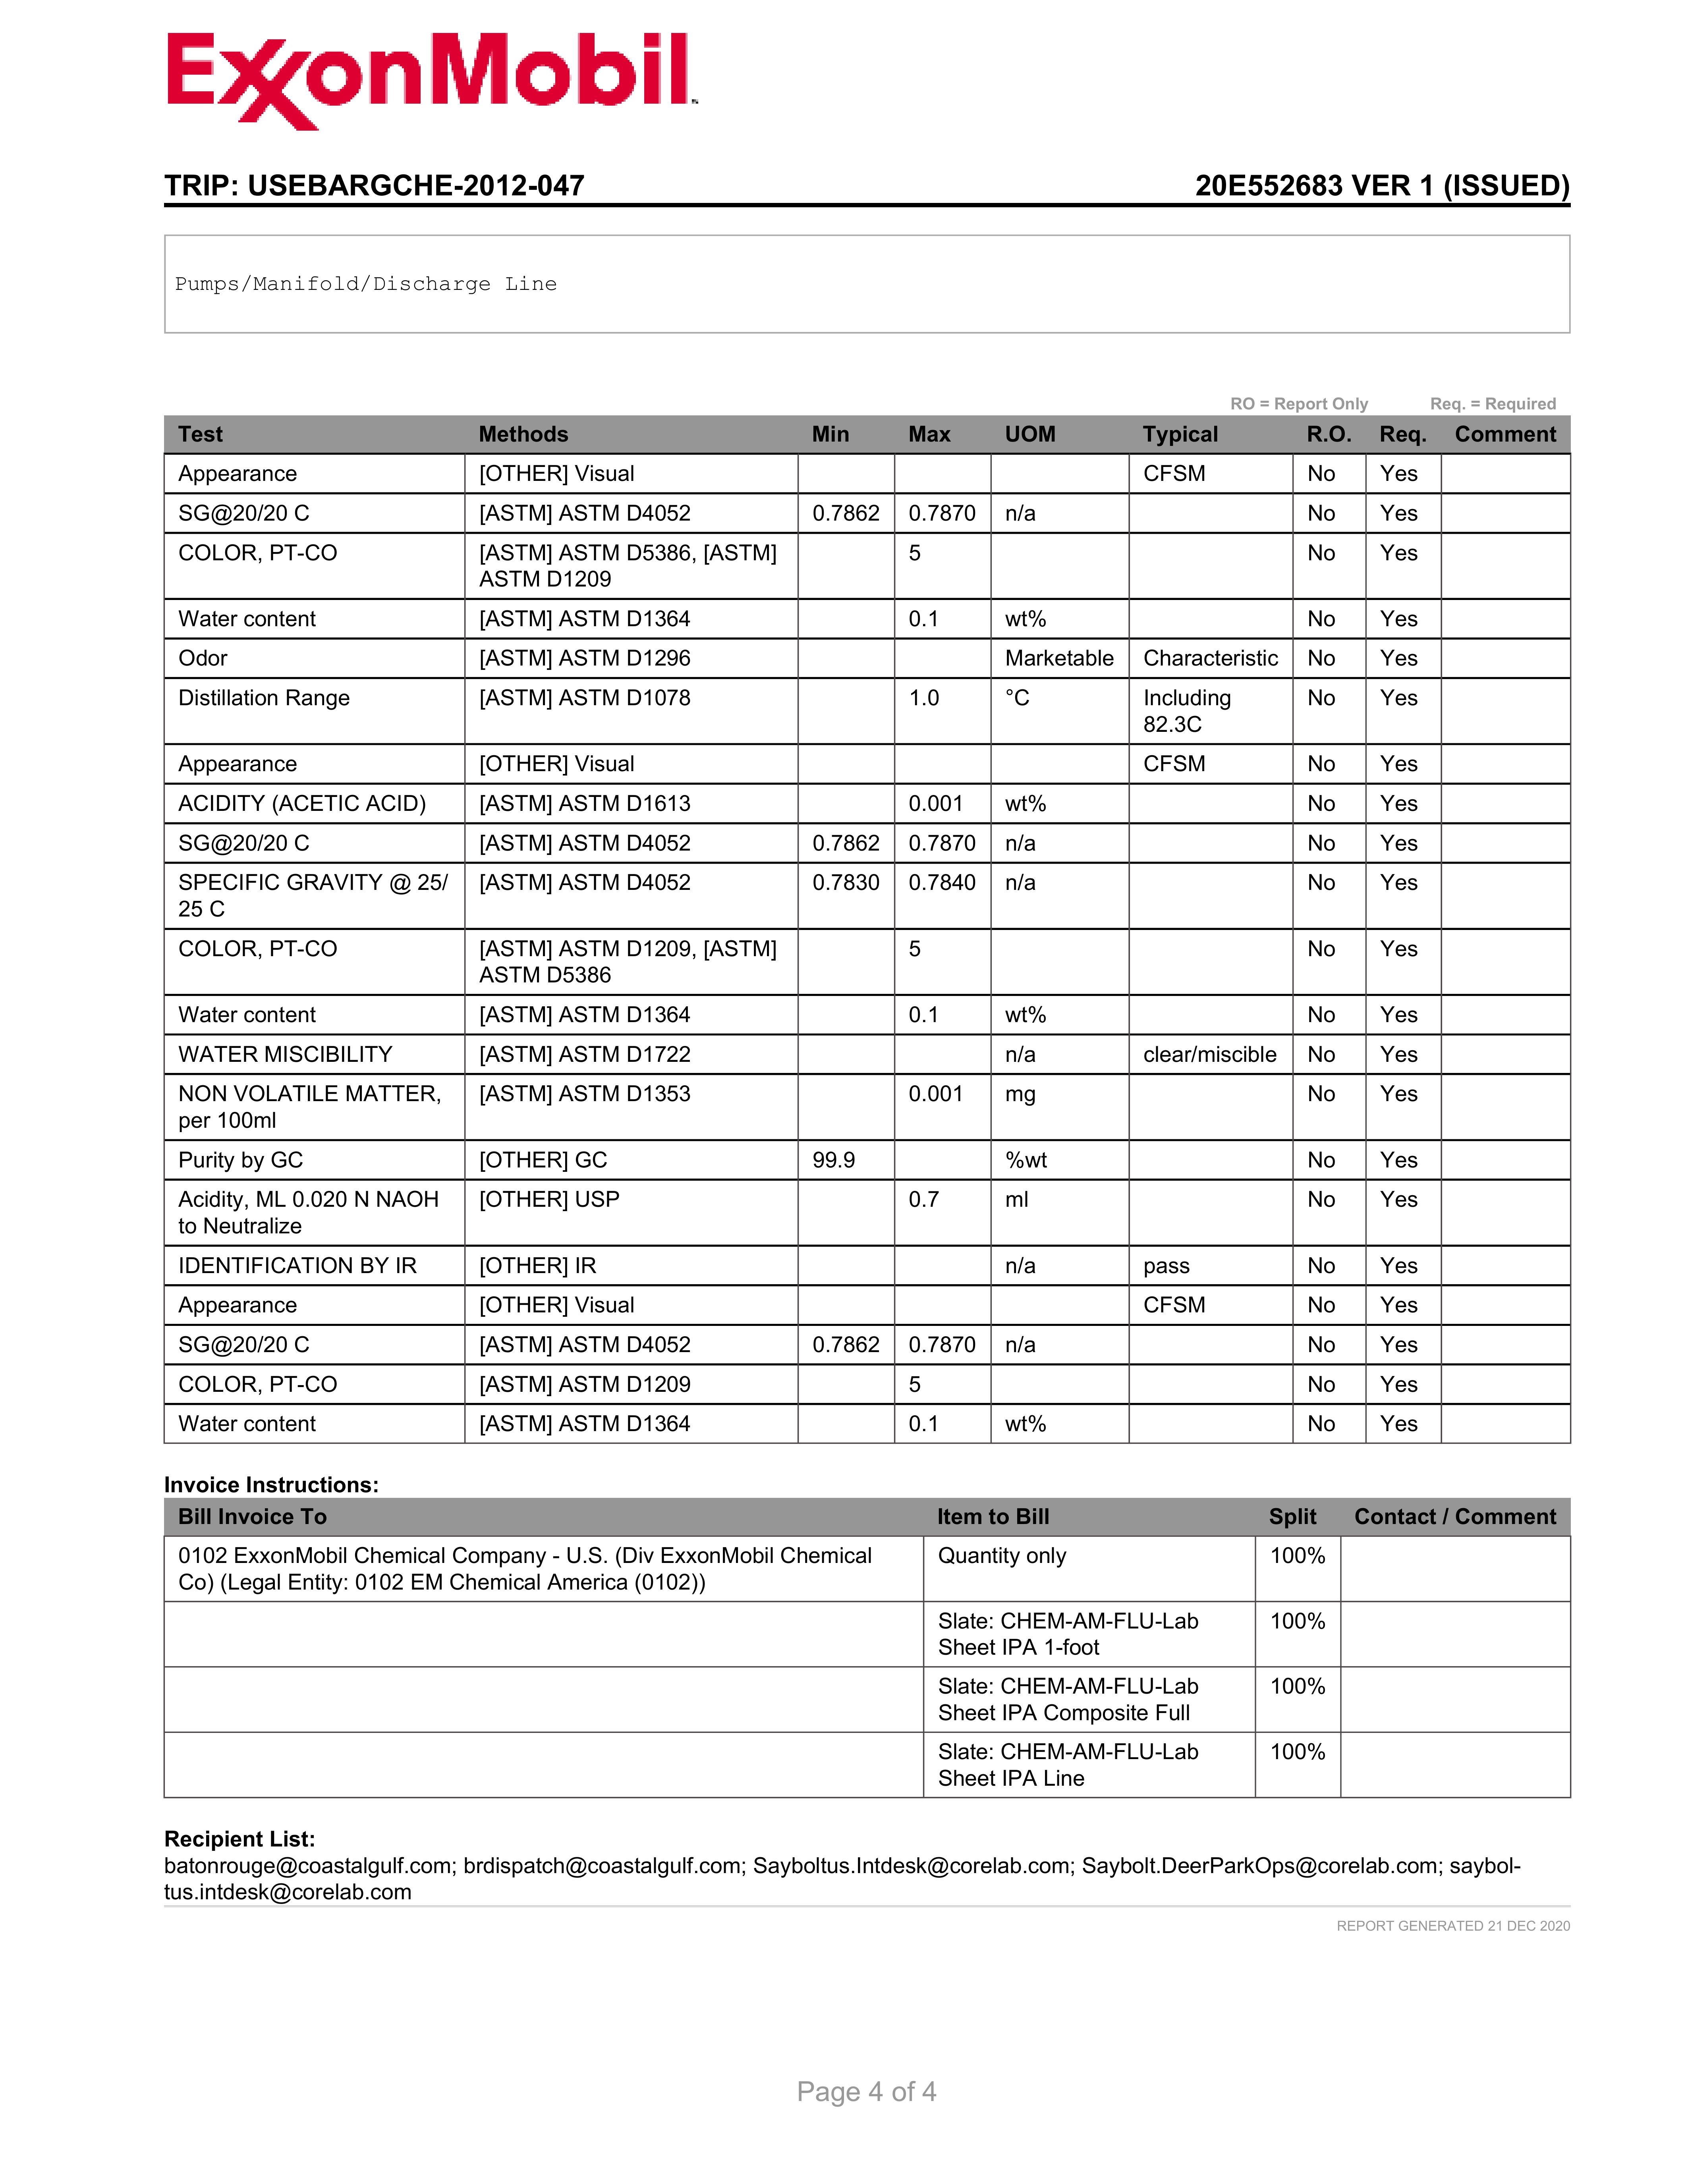 ExxonMobil
TRIP: USEBARGCHE-2012-047 20E552683 VER 1 (ISSUED)
Pumps/Manifold/Discharge Line
RO = Report Only Req. = Required
Test Methods Min Max UOM Typical R.O. Req. Comment
Appearance [OTHER] Visual CFSM No Yes
SG@20/20 C [ASTM] ASTM D4052 0.7862 0.7870 n/a No Yes
COLOR, PT-CO [ASTM] ASTM D5386, [ASTM] 5 No Yes
ASTM D1209
Water content [ASTM] ASTM D1364 0.1 wt% No Yes
Odor [ASTM] ASTM D1296 Marketable Characteristic No Yes
Distillation Range [ASTM] ASTM D1078 1.0 °C Including No Yes
82.3C
Appearance [OTHER] Visual CFSM No Yes
ACIDITY (ACETIC ACID) [ASTM] ASTM D1613 0.001 wt% No Yes
SG@20/20 C [ASTM] ASTM D4052 0.7862 0.7870 n/a No Yes
SPECIFIC GRAVITY @ 25/ [ASTM] ASTM D4052 0.7830 0.7840 n/a No Yes
25 C
COLOR, PT-CO [ASTM] ASTM D1209, [ASTM] 5 No Yes
ASTM D5386
Water content [ASTM] ASTM D1364 0.1 wt% No Yes
WATER MISCIBILITY [ASTM] ASTM D1722 n/a clear/miscible No Yes
NON VOLATILE MATTER, [ASTM] ASTM D1353 0.001 mg No Yes
per 100ml
Purity by GC [OTHER] GC 99.9 %wt No Yes
Acidity, ML 0.020 N NAOH [OTHER] USP 0.7 ml No Yes
to Neutralize
IDENTIFICATION BY IR [OTHER] IR n/a pass No Yes
Appearance [OTHER] Visual CFSM No Yes
SG@20/20 C [ASTM] ASTM D4052 0.7862 0.7870 n/a No Yes
COLOR, PT-CO [ASTM] ASTM D1209 5 No Yes
Water content [ASTM] ASTM D1364 0.1 wt% No Yes
Invoice Instructions:
Bill Invoice To Item to Bill Split Contact / Comment
0102 ExxonMobil Chemical Company - U.S. (Div ExxonMobil Chemical Quantity only 100%
Co) (Legal Entity: 0102 EM Chemical America (0102))
Slate: CHEM-AM-FLU-Lab 100%
Sheet IPA 1-foot
Slate: CHEM-AM-FLU-Lab 100%
Sheet IPA Composite Full
Slate: CHEM-AM-FLU-Lab 100%
Sheet IPA Line
Recipient List:
batonrouge@coastalgulf.com; brdispatch@coastalgulf.com; Sayboltus.Intdesk@corelab.com; Saybolt.DeerParkOps@corelab.com; saybol-
tus.intdesk@corelab.com
REPORT GENERATED 21 DEC 2020
Page 4 of 4